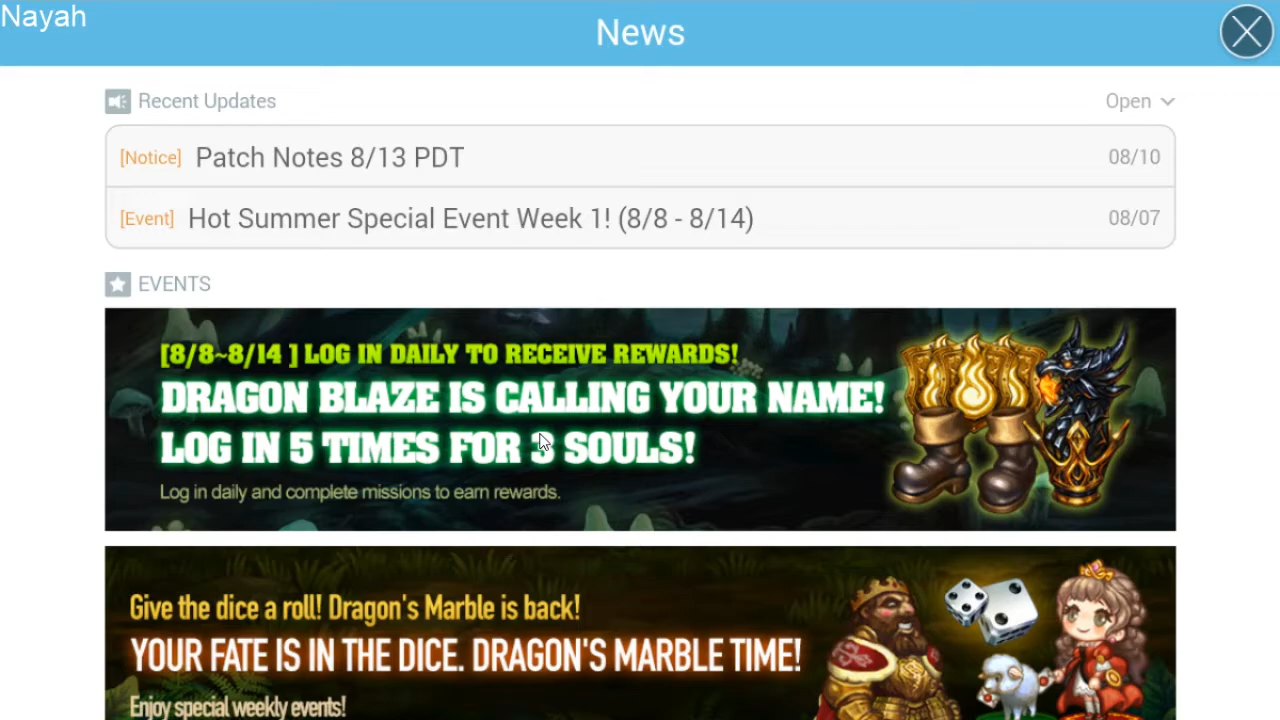 Nayah
News
Recent Updates
Open
[Notice] Patch Notes 8/13 PDT 08/10
[Event] Hot Summer Special Event Week 1! (8/8 - 8/14) 08/07
EVENTS
[8/8~8/14 ] LOG IN DAILY TO RECEIVE REWARDS!
DRAGON BLAZE IS CALLING YOUR NAME!
LOG IN 5 TIMES FOR 3 SOULS!
Log in daily and complete missions to earn rewards.
Give the dice a roll! Dragon's Marble is back!
YOUR FATE IS IN THE DICE. DRAGON'S MARBLE TIME!
Enjoy special weekly events!